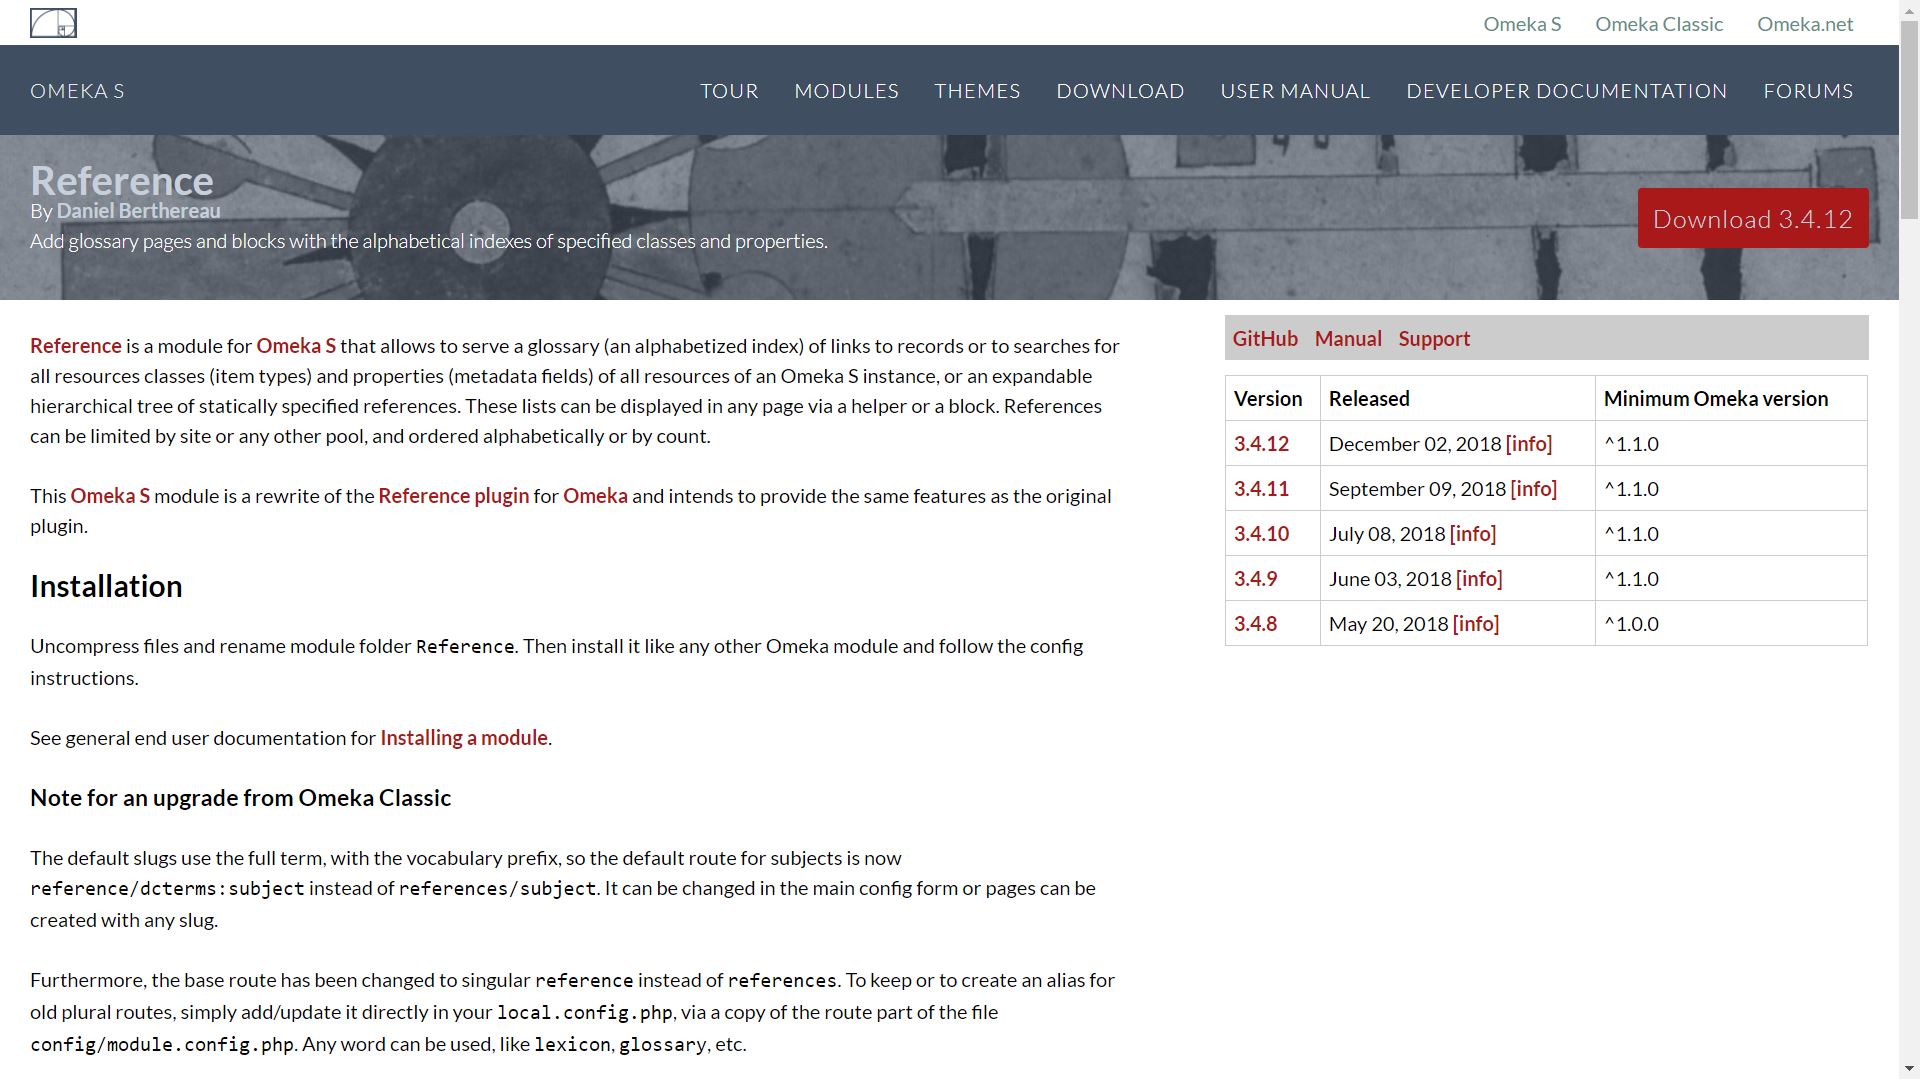 Omeka S Omeka Classic Omeka.net
OMEKA S TOUR MODULES THEMES DOWNLOAD USER MANUAL DEVELOPER DOCUMENTATION FORUMS
Reference
By Daniel Berthereau
Add glossary pages and blocks with the alphabetical indexes of specified classes and properties.
Download 3.4.12
Reference is a module for Omeka S that allows to serve a glossary (an alphabetized index) of links to records or to searches for
all resources classes (item types) and properties (metadata fields) of all resources of an Omeka S instance, or an expandable
hierarchical tree of statically specified references. These lists can be displayed in any page via a helper or a block. References
can be limited by site or any other pool, and ordered alphabetically or by count.
This Omeka S module is a rewrite of the Reference plugin for Omeka and intends to provide the same features as the original
plugin.
Installation
Uncompress files and rename module folder Reference. Then install it like any other Omeka module and follow the config
instructions.
See general end user documentation for Installing a module.
Note for an upgrade from Omeka Classic
The default slugs use the full term, with the vocabulary prefix, so the default route for subjects is now
reference/dcterms:subject instead of references/subject. It can be changed in the main config form or pages can be
created with any slug.
Furthermore, the base route has been changed to singular reference instead of references. To keep or to create an alias for
old plural routes, simply add/update it directly in your local.config.php, via a copy of the route part of the file
config/module.config.php. Any word can be used, like lexicon, glossary, etc.
GitHub Manual Support
Version Released Minimum Omeka version
3.4.12 December 02, 2018 [info] ^1.1.0
3.4.11 September 09, 2018 [info] ^1.1.0
3.4.10 July 08, 2018 [info] ^1.1.0
3.4.9 June 03, 2018 [info] ^1.1.0
3.4.8 May 20, 2018 [info] ^1.0.0